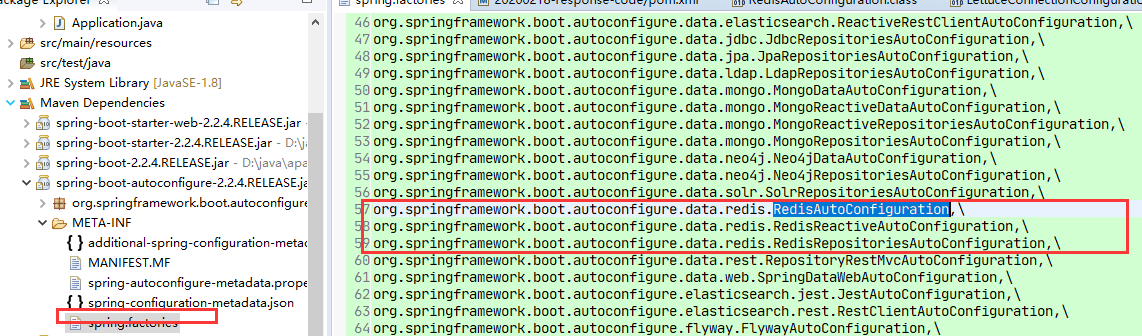 Package Explorer
Application.java
src/main/resources
src/test/java
JRE System Library [JavaSE-1.8]
Maven Dependencies
spring-boot-starter-web-2.2.4.RELEASE.jar
spring-boot-starter-2.2.4.RELEASE.jar - D:\j
spring-boot-2.2.4.RELEASE.jar - D:\java\apa
spring-boot-autoconfigure-2.2.4.RELEASE.ja
org.springframework.boot.autoconfigure
META-INF
additional-spring-configuration-metad
MANIFEST.MF
spring-autoconfigure-metadata.prope
spring-configuration-metadata.json
spring.factories
spring.factories
20200218-response-code/pom.xml
RedisAutoConfiguration.class
LettuceConnectionConfigurat
46 org.springframework.boot.autoconfigure.data.elasticsearch.ReactiveRestClientAutoConfiguration,\
47 org.springframework.boot.autoconfigure.data.jdbc.JdbcRepositoriesAutoConfiguration,\
48 org.springframework.boot.autoconfigure.data.jpa.JpaRepositoriesAutoConfiguration,\
49 org.springframework.boot.autoconfigure.data.ldap.LdapRepositoriesAutoConfiguration,\
50 org.springframework.boot.autoconfigure.data.mongo.MongoDataAutoConfiguration,\
51 org.springframework.boot.autoconfigure.data.mongo.MongoReactiveDataAutoConfiguration,\
52 org.springframework.boot.autoconfigure.data.mongo.MongoReactiveRepositoriesAutoConfiguration,\
53 org.springframework.boot.autoconfigure.data.mongo.MongoRepositoriesAutoConfiguration,\
54 org.springframework.boot.autoconfigure.data.neo4j.Neo4jDataAutoConfiguration,\
55 org.springframework.boot.autoconfigure.data.neo4j.Neo4jRepositoriesAutoConfiguration,\
56 org.springframework.boot.autoconfigure.data.solr.SolrRepositoriesAutoConfiguration,\
57 org.springframework.boot.autoconfigure.data.redis.RedisAutoConfiguration,\
58 org.springframework.boot.autoconfigure.data.redis.RedisReactiveAutoConfiguration,\
59 org.springframework.boot.autoconfigure.data.redis.RedisRepositoriesAutoConfiguration,\
60 org.springframework.boot.autoconfigure.data.rest.RepositoryRestMvcAutoConfiguration,\
61 org.springframework.boot.autoconfigure.data.web.SpringDataWebAutoConfiguration,\
62 org.springframework.boot.autoconfigure.elasticsearch.jest.JestAutoConfiguration,\
63 org.springframework.boot.autoconfigure.elasticsearch.rest.RestClientAutoConfiguration,\
64 org.springframework.boot.autoconfigure.flyway.FlywayAutoConfiguration,\